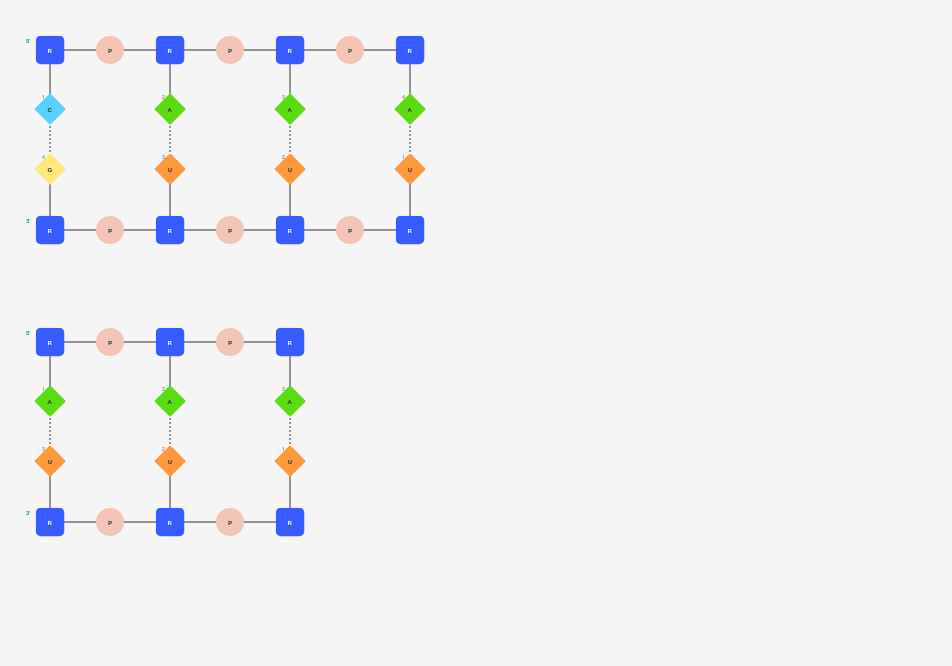 5' R P R P R P R
1 2 3 4
C A A A
4 3 2 1
G U U U
3' R P R P R P R
5' R P R P R
1 2 3
A A A
3 2 1
U U U
3' R P R P R